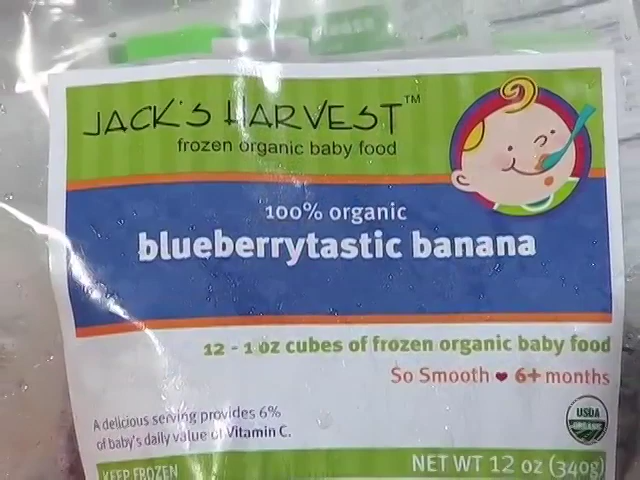 JACK'S HARVEST™
frozen organic baby food
100% organic
blueberrytastic banana
12 - 1 oz cubes of frozen organic baby food
So Smooth ♥ 6+ months
A delicious serving provides 6%
of baby's daily value of Vitamin C.
USDA
ORGANIC
KEEP FROZEN
NET WT 12 OZ (340g)